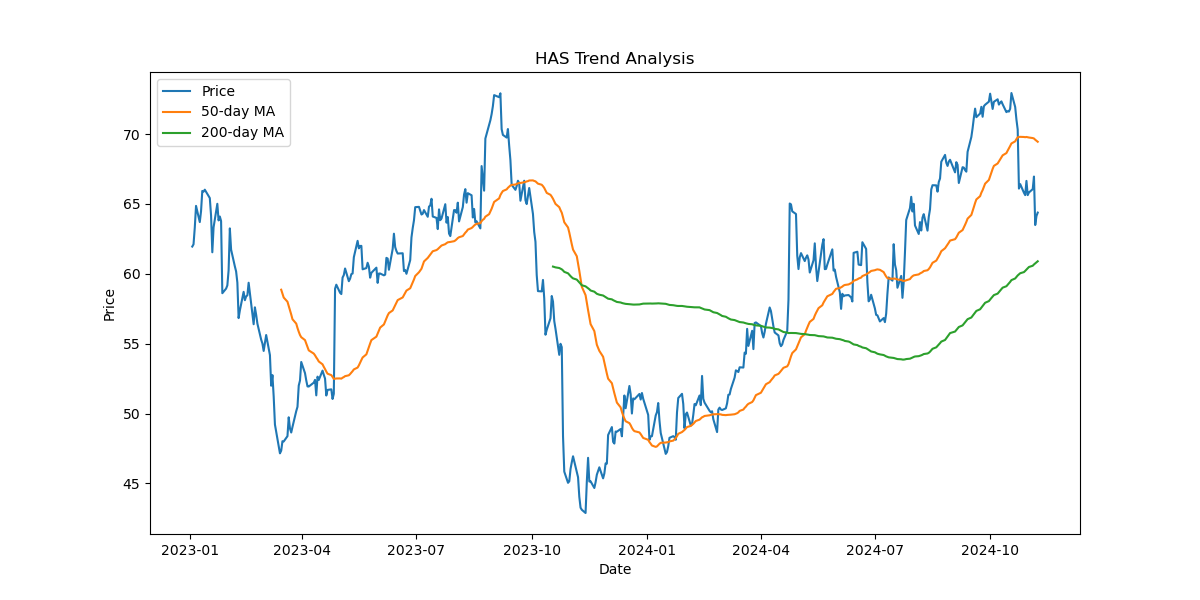 HAS Trend Analysis
Price
50-day MA
200-day MA
70
65
60
55
50
45
Price
2023-01
2023-04
2023-07
2023-10
2024-01
2024-04
2024-07
2024-10
Date